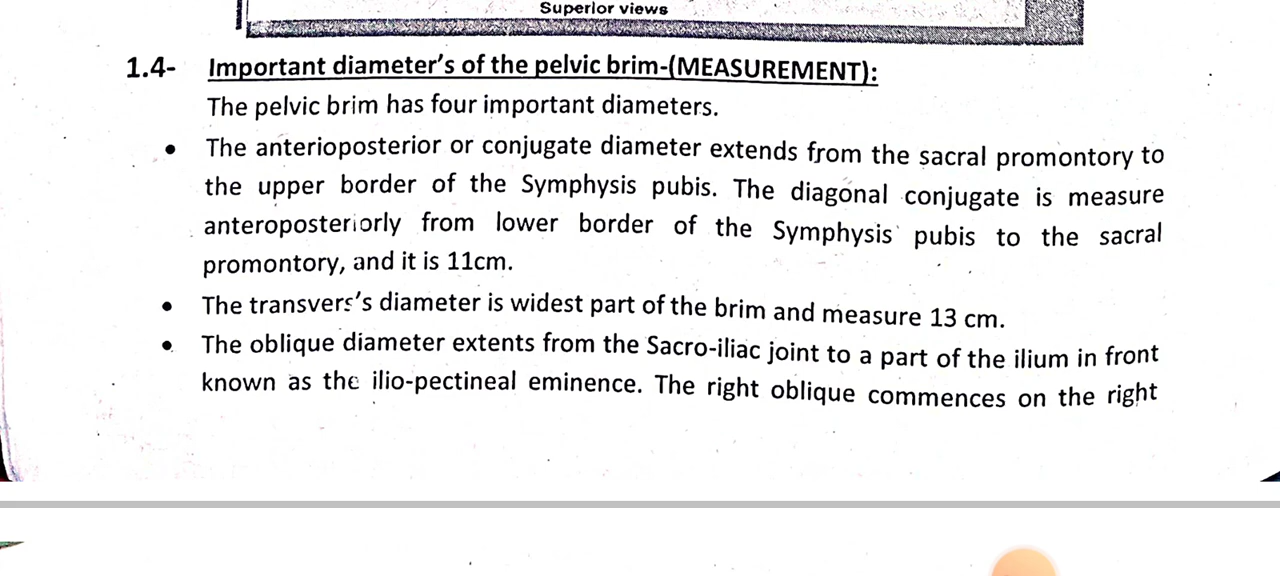 Superior views
1.4- Important diameter's of the pelvic brim-(MEASUREMENT):
The pelvic brim has four important diameters.
• The anterioposterior or conjugate diameter extends from the sacral promontory to
the upper border of the Symphysis pubis. The diagonal conjugate is measure
anteroposteriorly from lower border of the Symphysis pubis to the sacral
promontory, and it is 11cm.
• The transvers's diameter is widest part of the brim and measure 13 cm.
• The oblique diameter extents from the Sacro-iliac joint to a part of the ilium in front
known as the ilio-pectineal eminence. The right oblique commences on the right